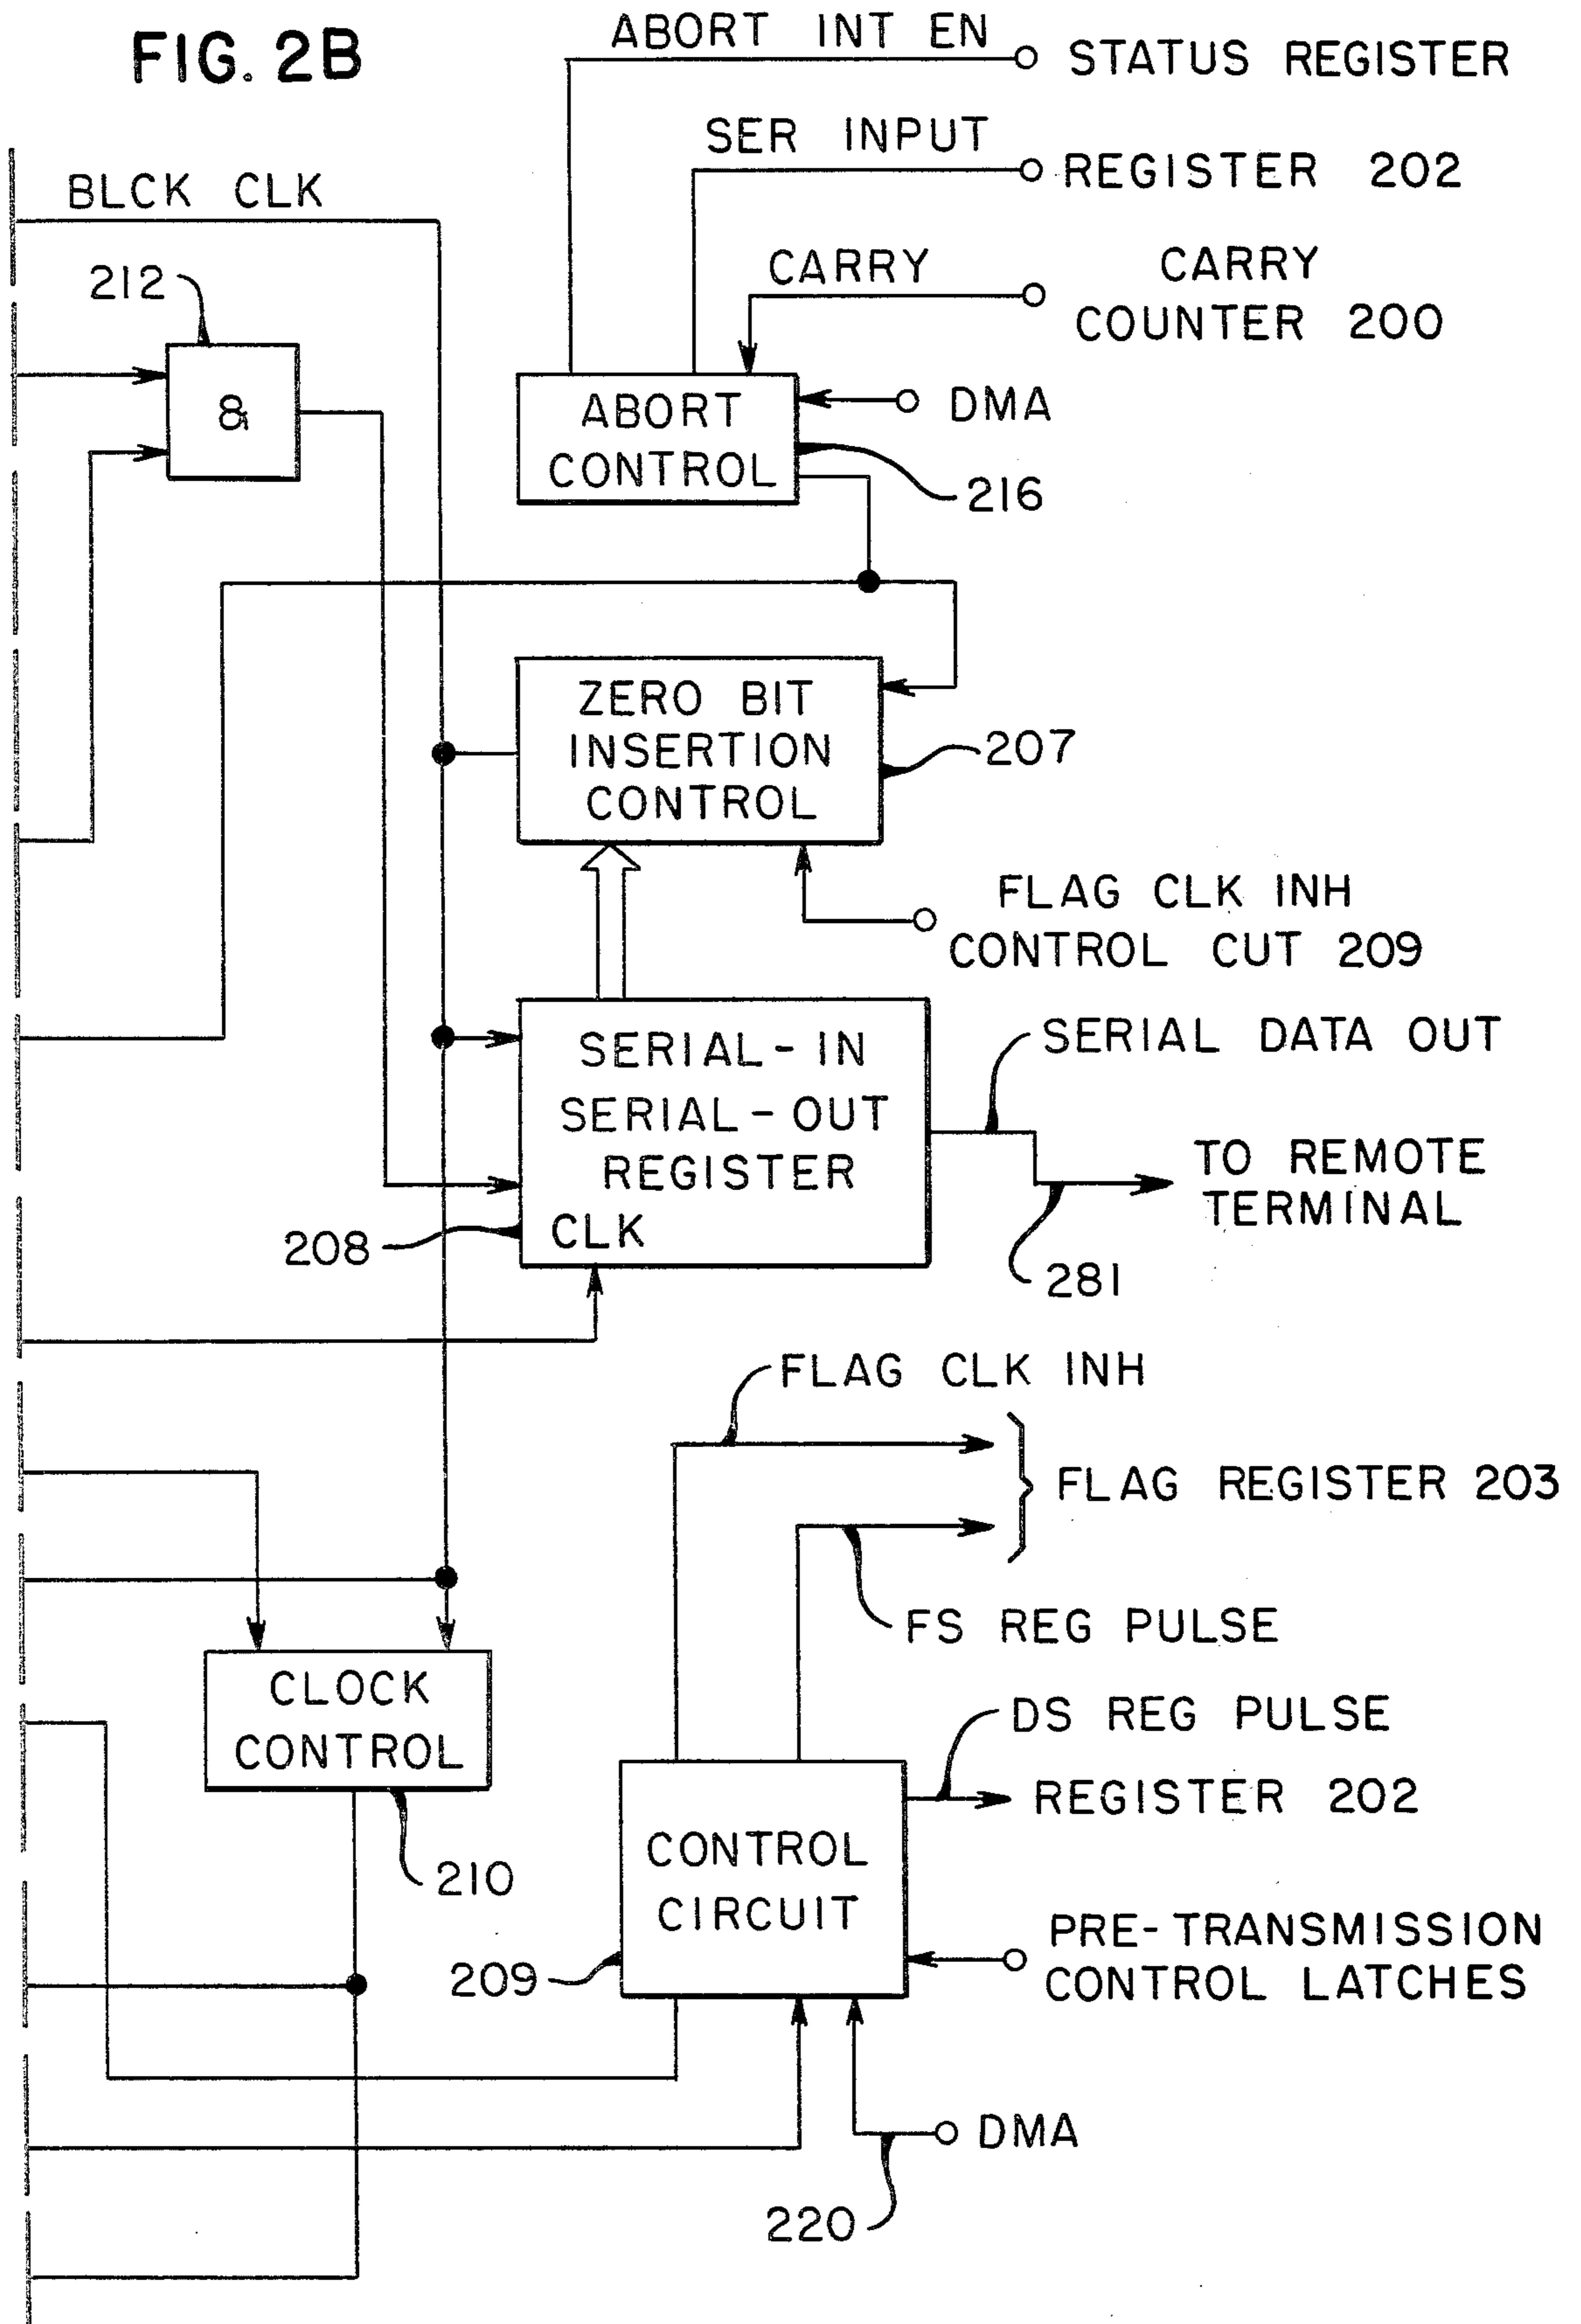 FIG. 2B
ABORT INT EN
STATUS REGISTER
SER INPUT
REGISTER 202
BLCK CLK
CARRY
CARRY
COUNTER 200
212
&
ABORT
CONTROL
DMA
216
ZERO BIT
INSERTION
CONTROL
207
FLAG CLK INH
CONTROL CUT 209
SERIAL-IN
SERIAL-OUT
REGISTER
CLK
208
SERIAL DATA OUT
TO REMOTE
TERMINAL
281
FLAG CLK INH
FLAG REGISTER 203
FS REG PULSE
CLOCK
CONTROL
210
DS REG PULSE
REGISTER 202
CONTROL
CIRCUIT
209
PRE-TRANSMISSION
CONTROL LATCHES
DMA
220